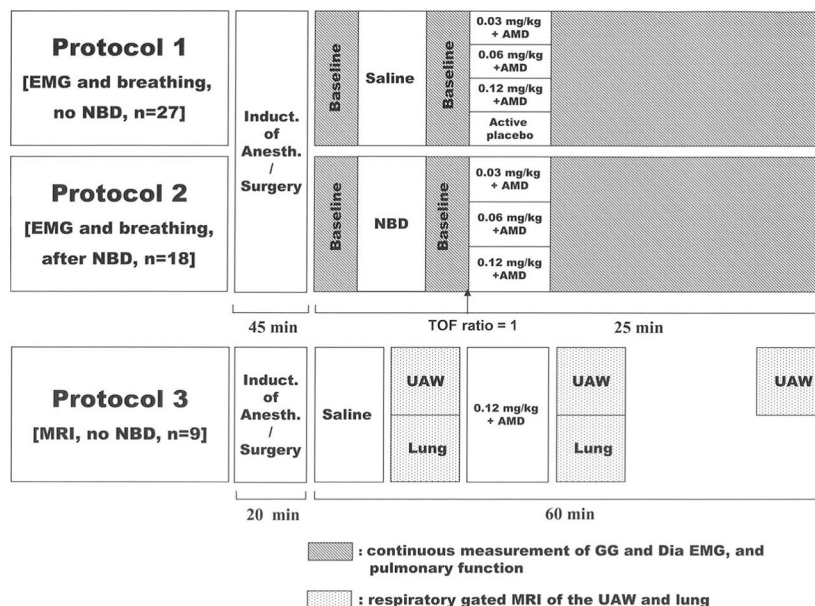 Protocol 1
[EMG and breathing,
no NBD, n=27]
Induct.
of
Anesth.
/
Surgery
Baseline
Saline
Baseline
0.03 mg/kg
+ AMD
0.06 mg/kg
+AMD
0.12 mg/kg
+AMD
Active
placebo
Protocol 2
[EMG and breathing,
after NBD, n=18]
Baseline
NBD
Baseline
0.03 mg/kg
+ AMD
0.06 mg/kg
+AMD
0.12 mg/kg
+AMD
45 min
TOF ratio = 1
25 min
Protocol 3
[MRI, no NBD, n=9]
Induct.
of
Anesth.
/
Surgery
Saline
UAW
Lung
0.12 mg/kg
+ AMD
UAW
Lung
UAW
20 min
60 min
: continuous measurement of GG and Dia EMG, and
pulmonary function
: respiratory gated MRI of the UAW and lung